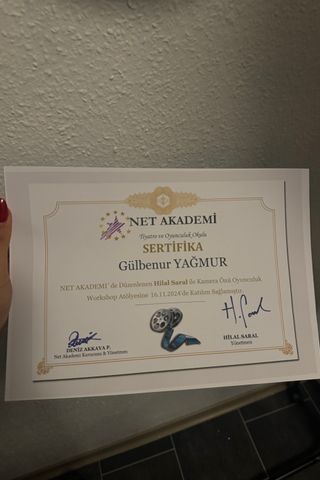 NET AKADEMİ
Tiyatro ve Oyunculuk Okulu
SERTİFİKA
Gülbenur YAĞMUR
NET AKADEMİ' de Düzenlenen Hilal Saral ile Kamera Önü Oyunculuk
Workshop Atölyesine 16.11.2024'de Katılım Sağlamıştır.
DENİZ AKKAYA P.
Net Akademi Kurucusu & Yönetmen
HİLAL SARAL
Yönetmen